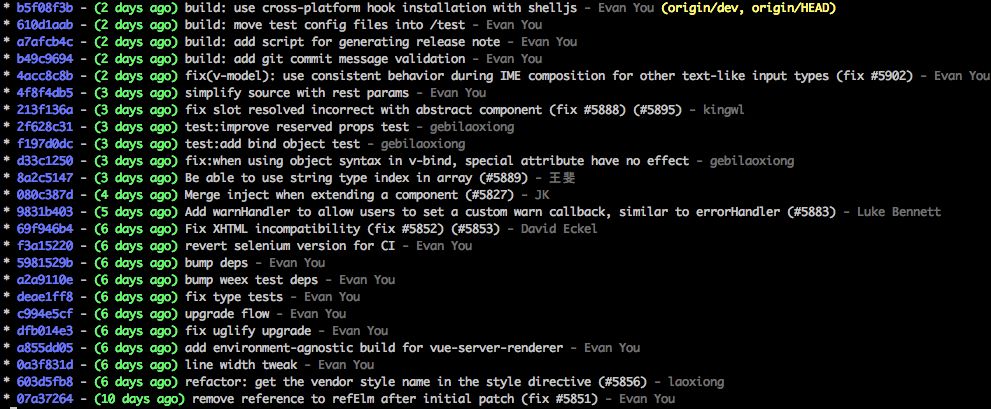 * b5f08f3b - (2 days ago) build: use cross-platform hook installation with shelljs - Evan You (origin/dev, origin/HEAD)
* 610d1aab - (2 days ago) build: move test config files into /test - Evan You
* a7afcb4c - (2 days ago) build: add script for generating release note - Evan You
* b49c9694 - (2 days ago) build: add git commit message validation - Evan You
* 4acc8c8b - (2 days ago) fix(v-model): use consistent behavior during IME composition for other text-like input types (fix #5902) - Evan You
* 4f8f4db5 - (3 days ago) simplify source with rest params - Evan You
* 213f136a - (3 days ago) fix slot resolved incorrect with abstract component (fix #5888) (#5895) - kingwl
* 2f628c31 - (3 days ago) test:improve reserved props test - gebilaoxiong
* f197d0dc - (3 days ago) test:add bind object test - gebilaoxiong
* d33c1250 - (3 days ago) fix:when using object syntax in v-bind, special attribute have no effect - gebilaoxiong
* 8a2c5147 - (3 days ago) Be able to use string type index in array (#5889) - 王斐
* 080c387d - (4 days ago) Merge inject when extending a component (#5827) - JK
* 9831b403 - (5 days ago) Add warnHandler to allow users to set a custom warn callback, similar to errorHandler (#5883) - Luke Bennett
* 69f946b4 - (6 days ago) Fix XHTML incompatibility (fix #5852) (#5853) - David Eckel
* f3a15220 - (6 days ago) revert selenium version for CI - Evan You
* 5981529b - (6 days ago) bump deps - Evan You
* a2a9110e - (6 days ago) bump weex test deps - Evan You
* deae1ff8 - (6 days ago) fix type tests - Evan You
* c994e5cf - (6 days ago) upgrade flow - Evan You
* dfb014e3 - (6 days ago) fix uglify upgrade - Evan You
* a855dd05 - (6 days ago) add environment-agnostic build for vue-server-renderer - Evan You
* 0a3f831d - (6 days ago) line width tweak - Evan You
* 603d5fb8 - (6 days ago) refactor: get the vendor style name in the style directive (#5856) - laoxiong
* 07a37264 - (10 days ago) remove reference to refElm after initial patch (fix #5851) - Evan You